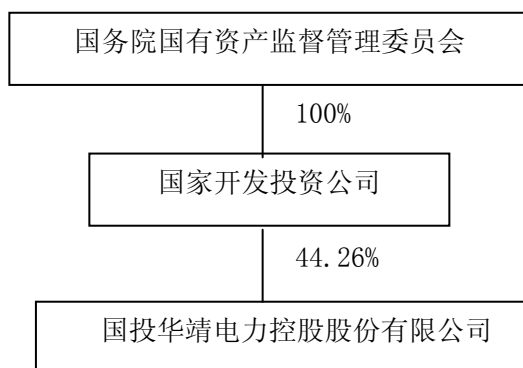 国务院国有资产监督管理委员会
100%
国家开发投资公司
44.26%
国投华靖电力控股股份有限公司